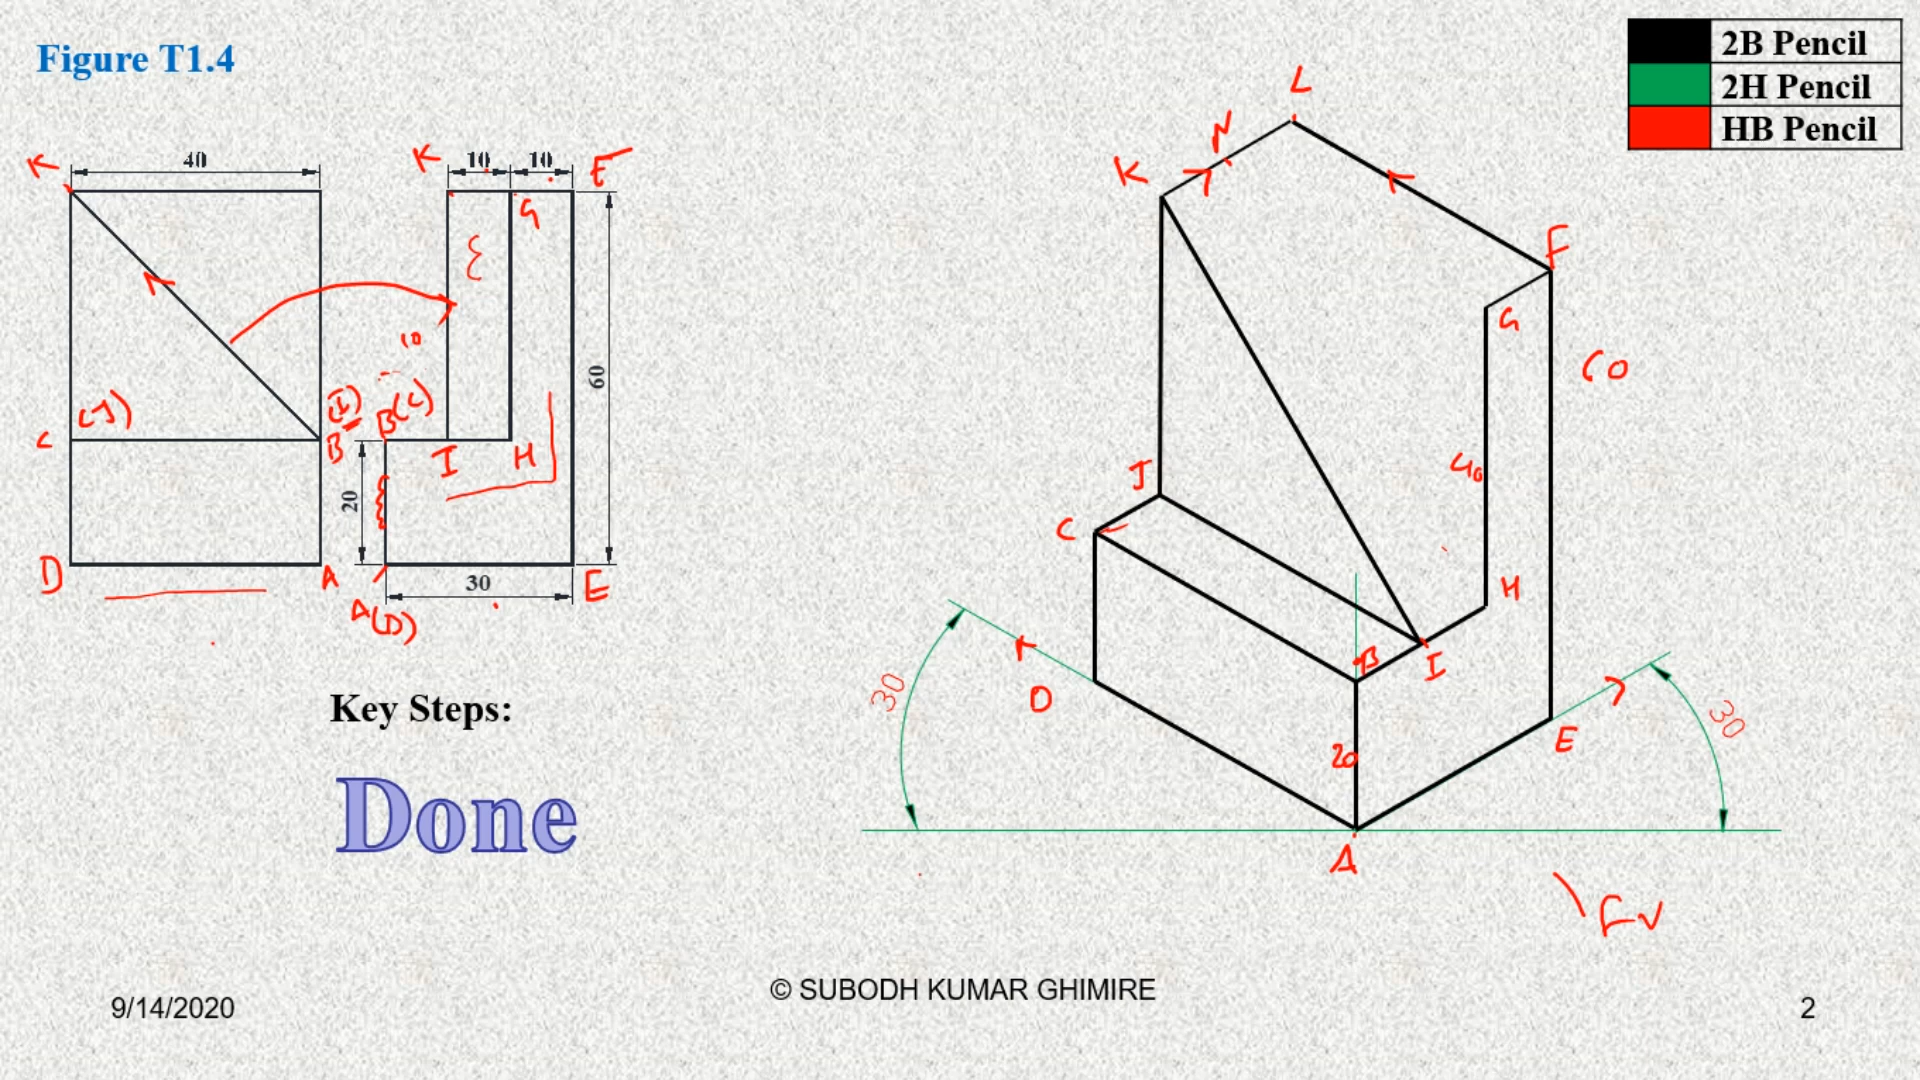 Figure T1.4
2B Pencil
2H Pencil
HB Pencil
K
40
K
10
10
F
G
10
60
C
(J)
(I)
B
B(C)
I
H
20
D
A
A(D)
30
E
L
N
K
F
G
60
40
J
C
H
B
I
D
30
20
E
30
A
FV
Key Steps:
Done
9/14/2020
© SUBODH KUMAR GHIMIRE
2